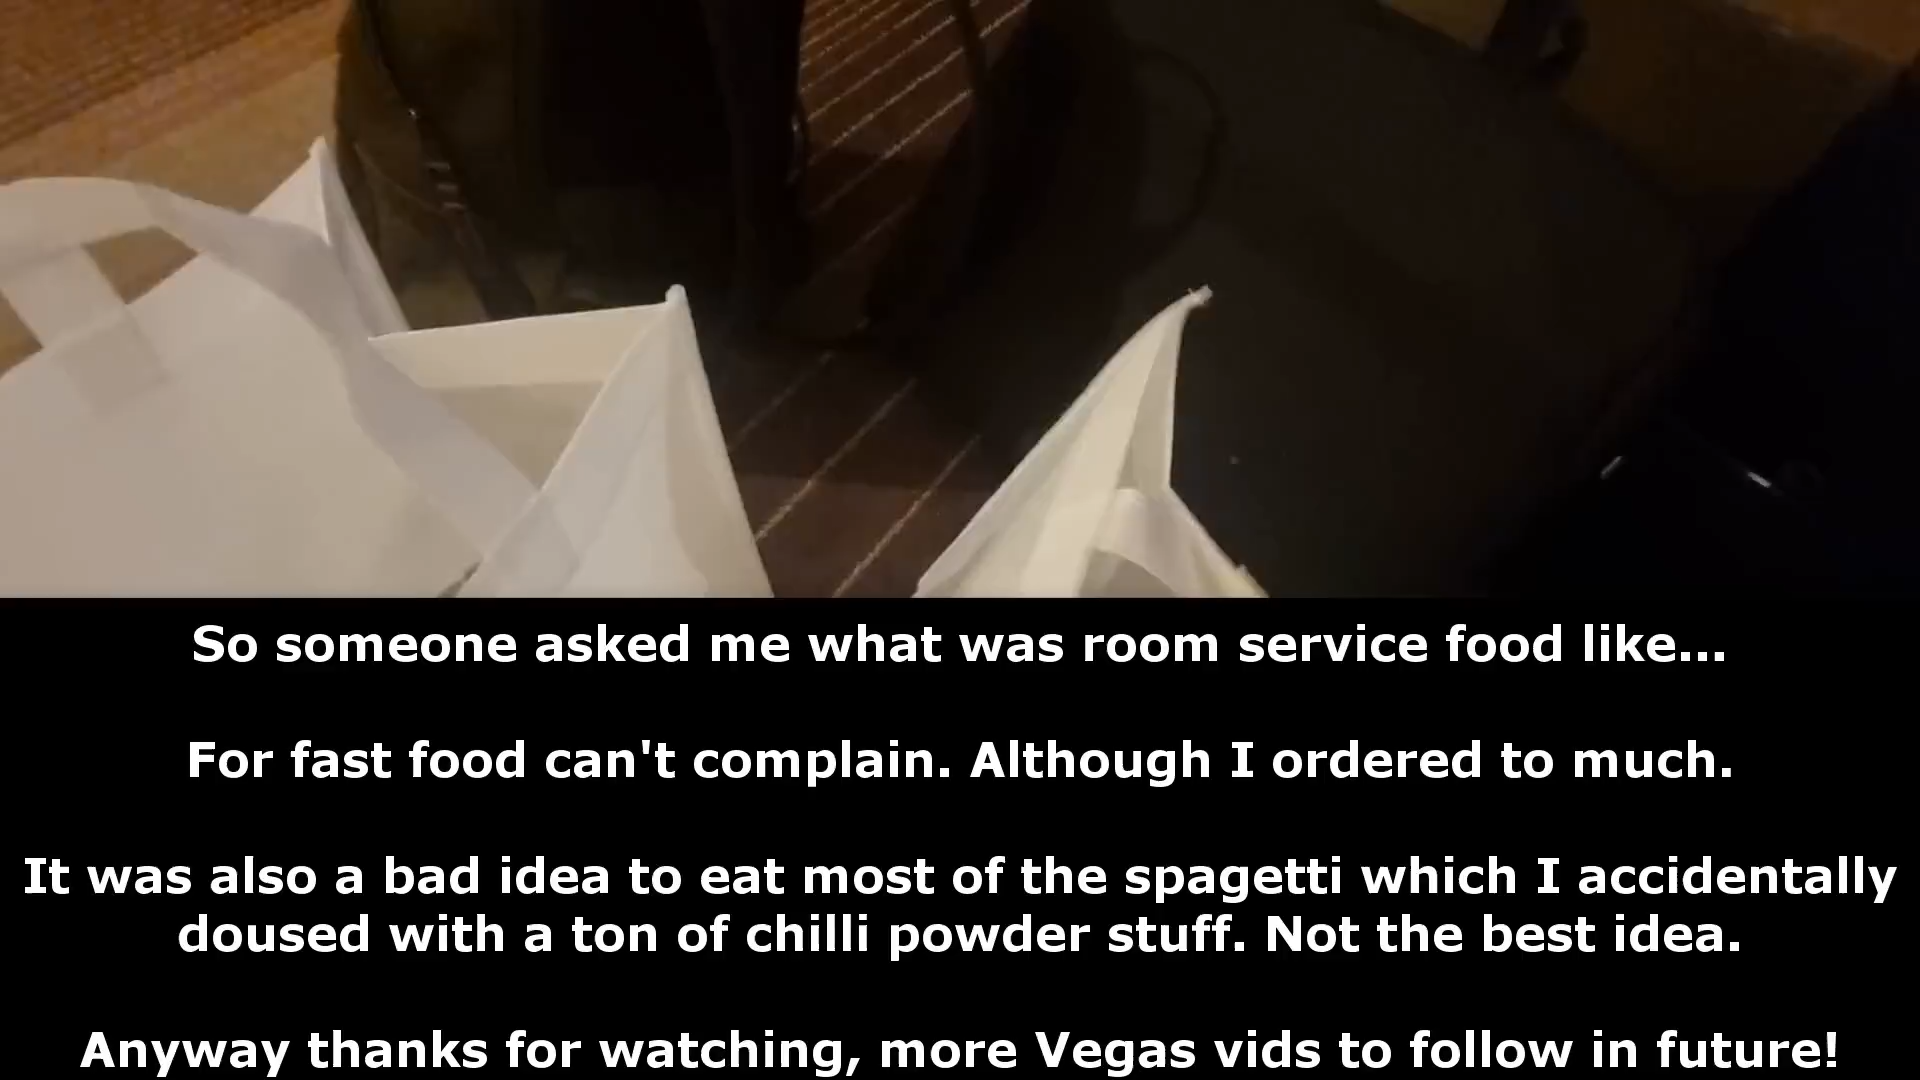 So someone asked me what was room service food like...
For fast food can't complain. Although I ordered to much.
It was also a bad idea to eat most of the spagetti which I accidentally
doused with a ton of chilli powder stuff. Not the best idea.
Anyway thanks for watching, more Vegas vids to follow in future!